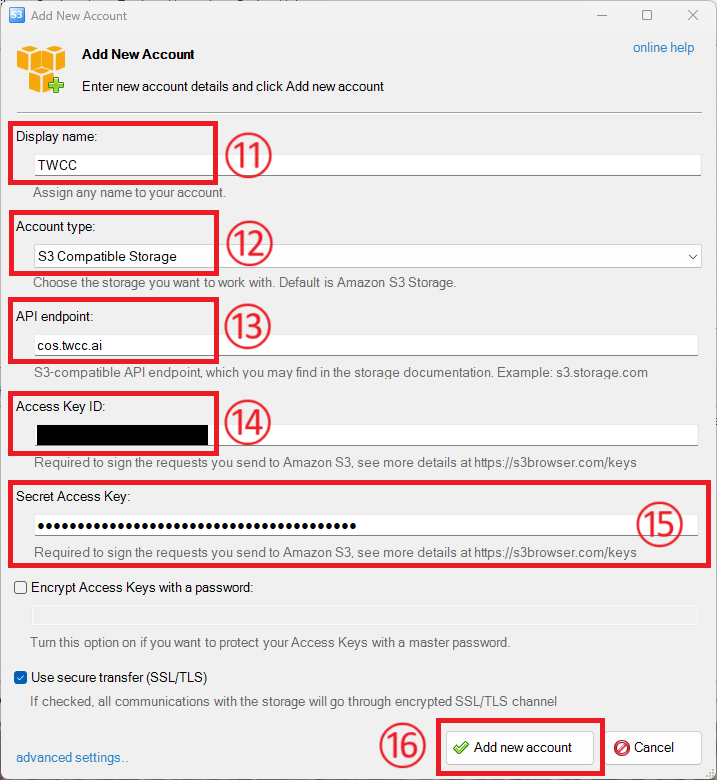 S3 Add New Account
Add New Account
online help
Enter new account details and click Add new account
Display name:
TWCC
⑪
Assign any name to your account.
Account type:
S3 Compatible Storage
⑫
Choose the storage you want to work with. Default is Amazon S3 Storage.
API endpoint:
cos.twcc.ai
⑬
S3-compatible API endpoint, which you may find in the storage documentation. Example: s3.storage.com
Access Key ID:
⑭
Required to sign the requests you send to Amazon S3, see more details at https://s3browser.com/keys
Secret Access Key:
●●●●●●●●●●●●●●●●●●●●●●●●●●●●●●●●●●●●●●●●
⑮
Required to sign the requests you send to Amazon S3, see more details at https://s3browser.com/keys
Encrypt Access Keys with a password:
Turn this option on if you want to protect your Access Keys with a master password.
Use secure transfer (SSL/TLS)
If checked, all communications with the storage will go through encrypted SSL/TLS channel
advanced settings..
⑯
Add new account
Cancel